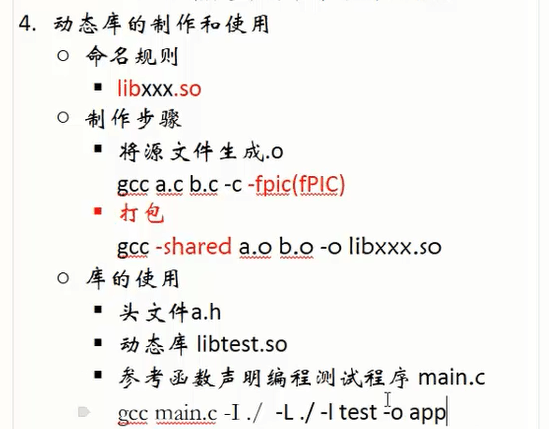 4. 动态库的制作和使用
命名规则
libxxx.so
制作步骤
将源文件生成.o
gcc a.c b.c -c -fpic(fPIC)
打包
gcc -shared a.o b.o -o libxxx.so
库的使用
头文件a.h
动态库 libtest.so
参考函数声明编程测试程序 main.c
gcc main.c -I ./ -L ./ -l test -o app